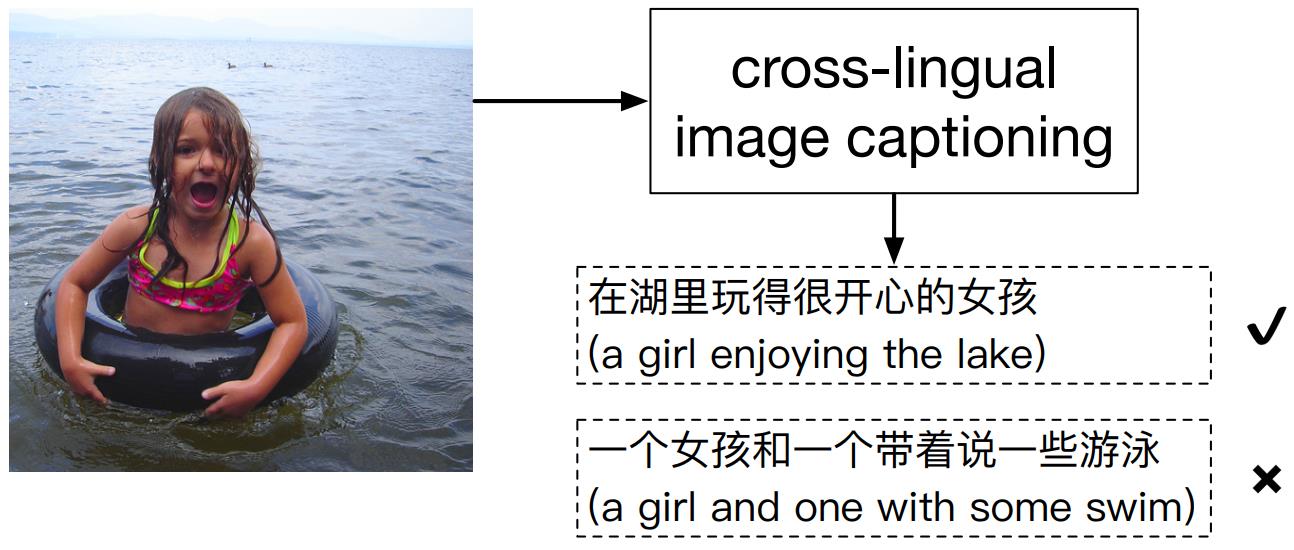 cross-lingual
image captioning
在湖里玩得很开心的女孩
(a girl enjoying the lake)
一个女孩和一个带着说一些游泳
(a girl and one with some swim)